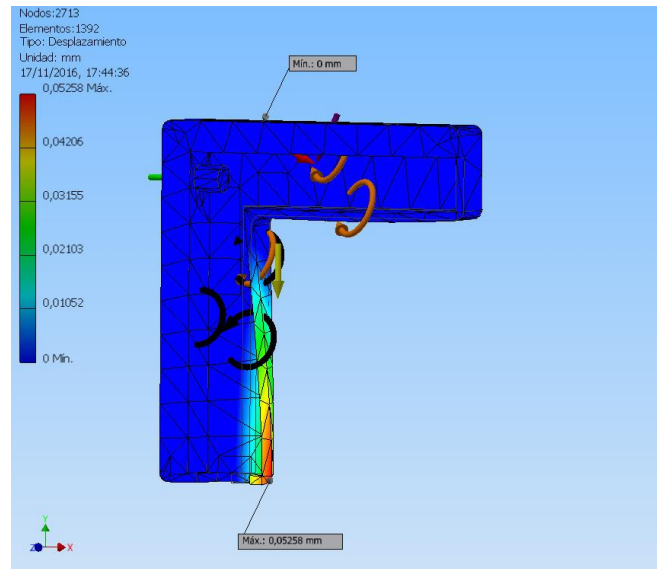 Nodos:2713
Elementos:1392
Tipo: Desplazamiento
Unidad: mm
17/11/2016, 17:44:36
0,05258 Máx.
0,04206
0,03155
0,02103
0,01052
0 Mín.
Mín.: 0 mm
Máx.: 0,05258 mm
Y
Z
X